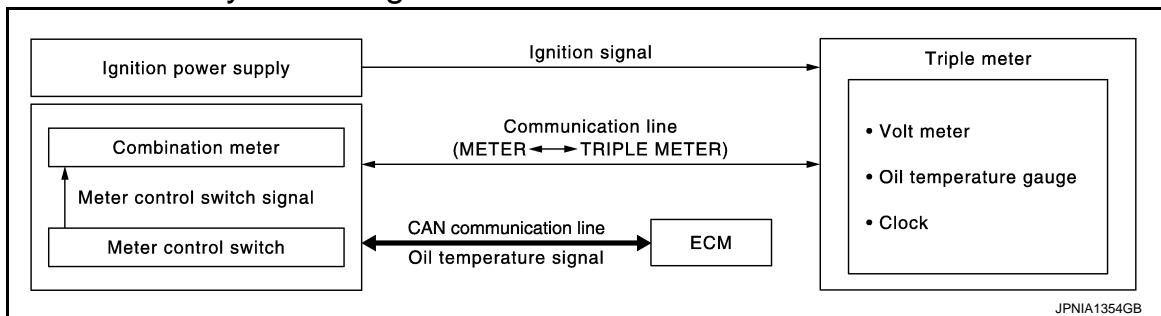 Ignition power supply
Ignition signal
Triple meter
Combination meter
Meter control switch signal
Meter control switch
Communication line
(METER ◄─► TRIPLE METER)
CAN communication line
Oil temperature signal
ECM
• Volt meter
• Oil temperature gauge
• Clock
JPNIA1354GB